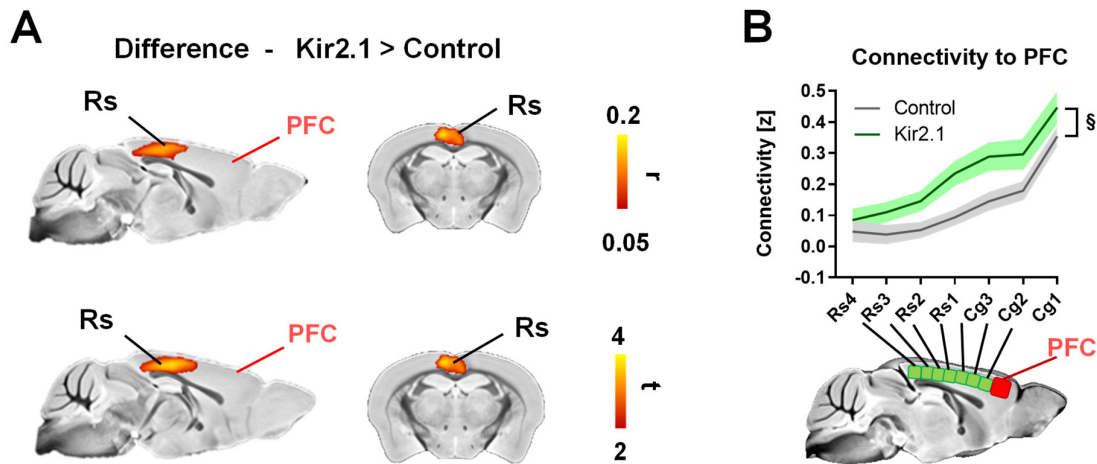 A
Difference - Kir2.1 > Control
Rs
PFC
Rs
0.2
r
0.05
Rs
PFC
Rs
4
t
2
B
Connectivity to PFC
Connectivity [z]
0.5
0.4
0.3
0.2
0.1
0.0
-0.1
Control
Kir2.1
§
Rs4
Rs3
Rs2
Rs1
Cg3
Cg2
Cg1
PFC